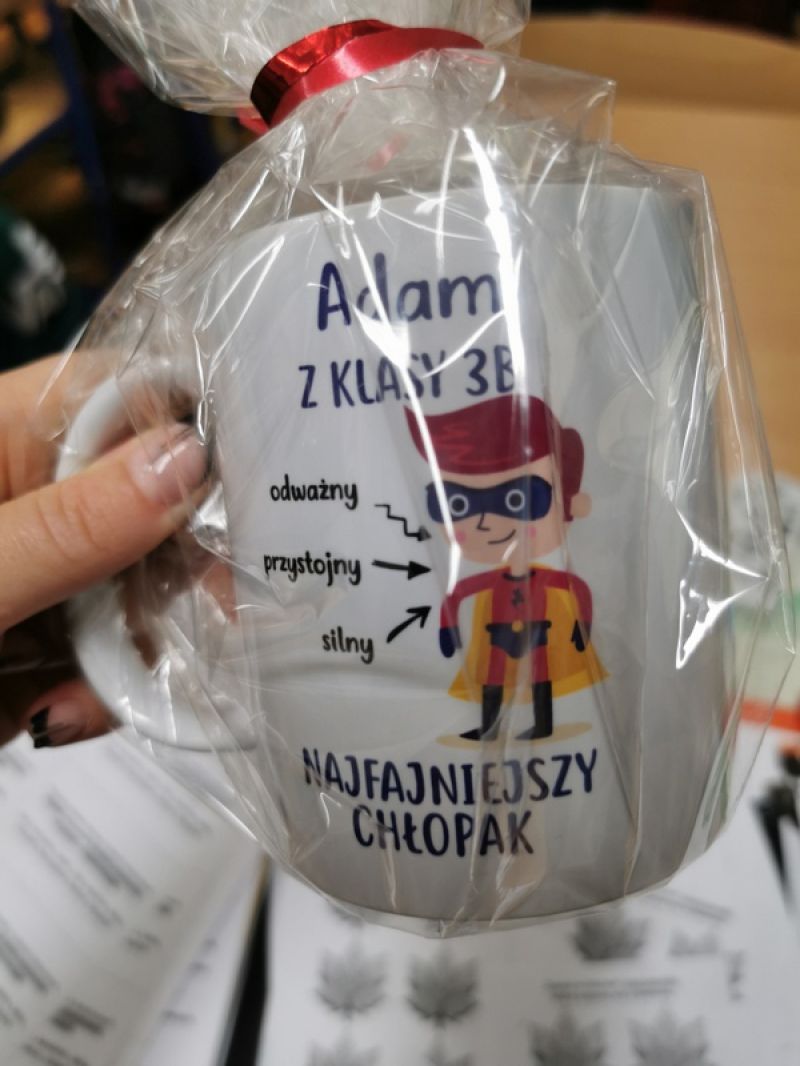 Adam
Z KLASY 3B
odważny
przystojny
silny
NAJFAJNIEJSZY
CHŁOPAK